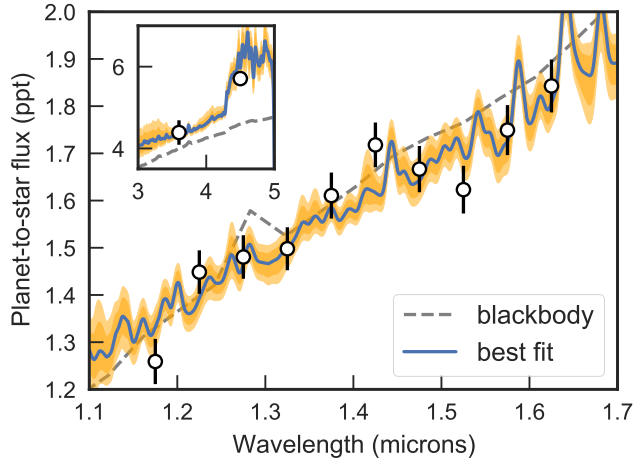 2.0
1.9
1.8
1.7
1.6
1.5
1.4
1.3
1.2
Planet-to-star flux (ppt)
6
4
3 4 5
blackbody
best fit
1.1 1.2 1.3 1.4 1.5 1.6 1.7
Wavelength (microns)